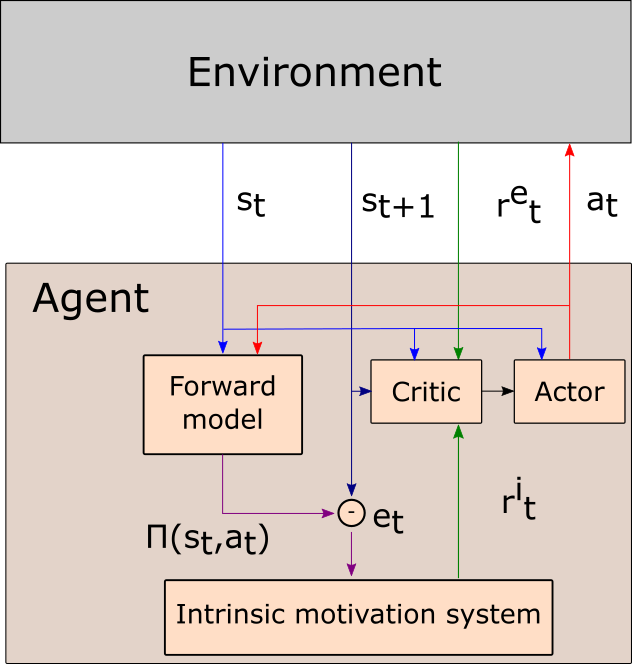 Environment
st
st+1
ret
at
Agent
Forward
model
Critic
Actor
rit
-
et
Π(st,at)
Intrinsic motivation system